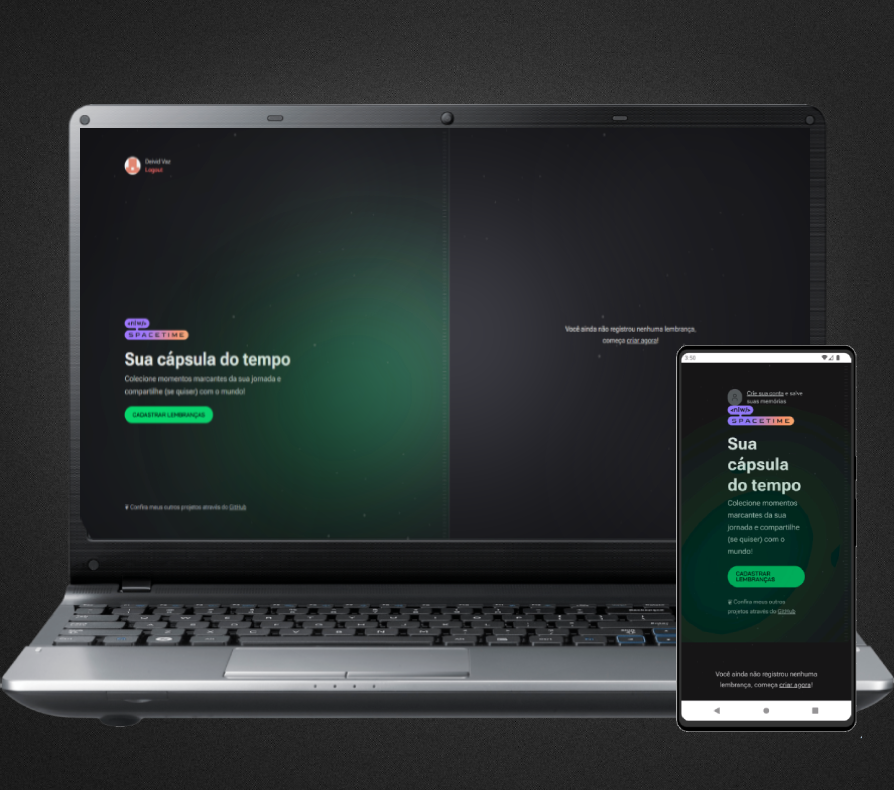 Deivid Vaz
Logout
<nlw/>
SPACETIME
Sua cápsula do tempo
Colecione momentos marcantes da sua jornada e
compartilhe (se quiser) com o mundo!
CADASTRAR LEMBRANÇAS
Confira meus outros projetos através do GitHub
Você ainda não registrou nenhuma lembrança,
começa criar agora!
3:50
Crie sua conta e salve
suas memórias
<nlw/>
SPACETIME
Sua
cápsula
do tempo
Colecione momentos
marcantes da sua
jornada e compartilhe
(se quiser) com o
mundo!
CADASTRAR
LEMBRANÇAS
Confira meus outros
projetos através do GitHub
Você ainda não registrou nenhuma
lembrança, começa criar agora!